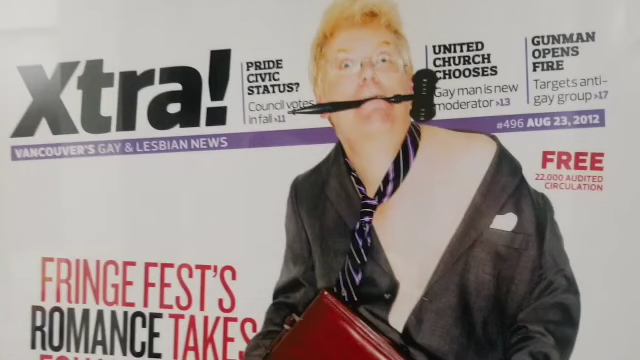 Xtra!
PRIDE
CIVIC
STATUS?
Council votes
in fall ›11
UNITED
CHURCH
CHOOSES
Gay man is new
moderator ›13
GUNMAN
OPENS
FIRE
Targets anti-
gay group ›17
VANCOUVER'S GAY & LESBIAN NEWS
#496 AUG 23, 2012
FREE
22,000 AUDITED
CIRCULATION
FRINGE FEST'S
ROMANCE TAKES